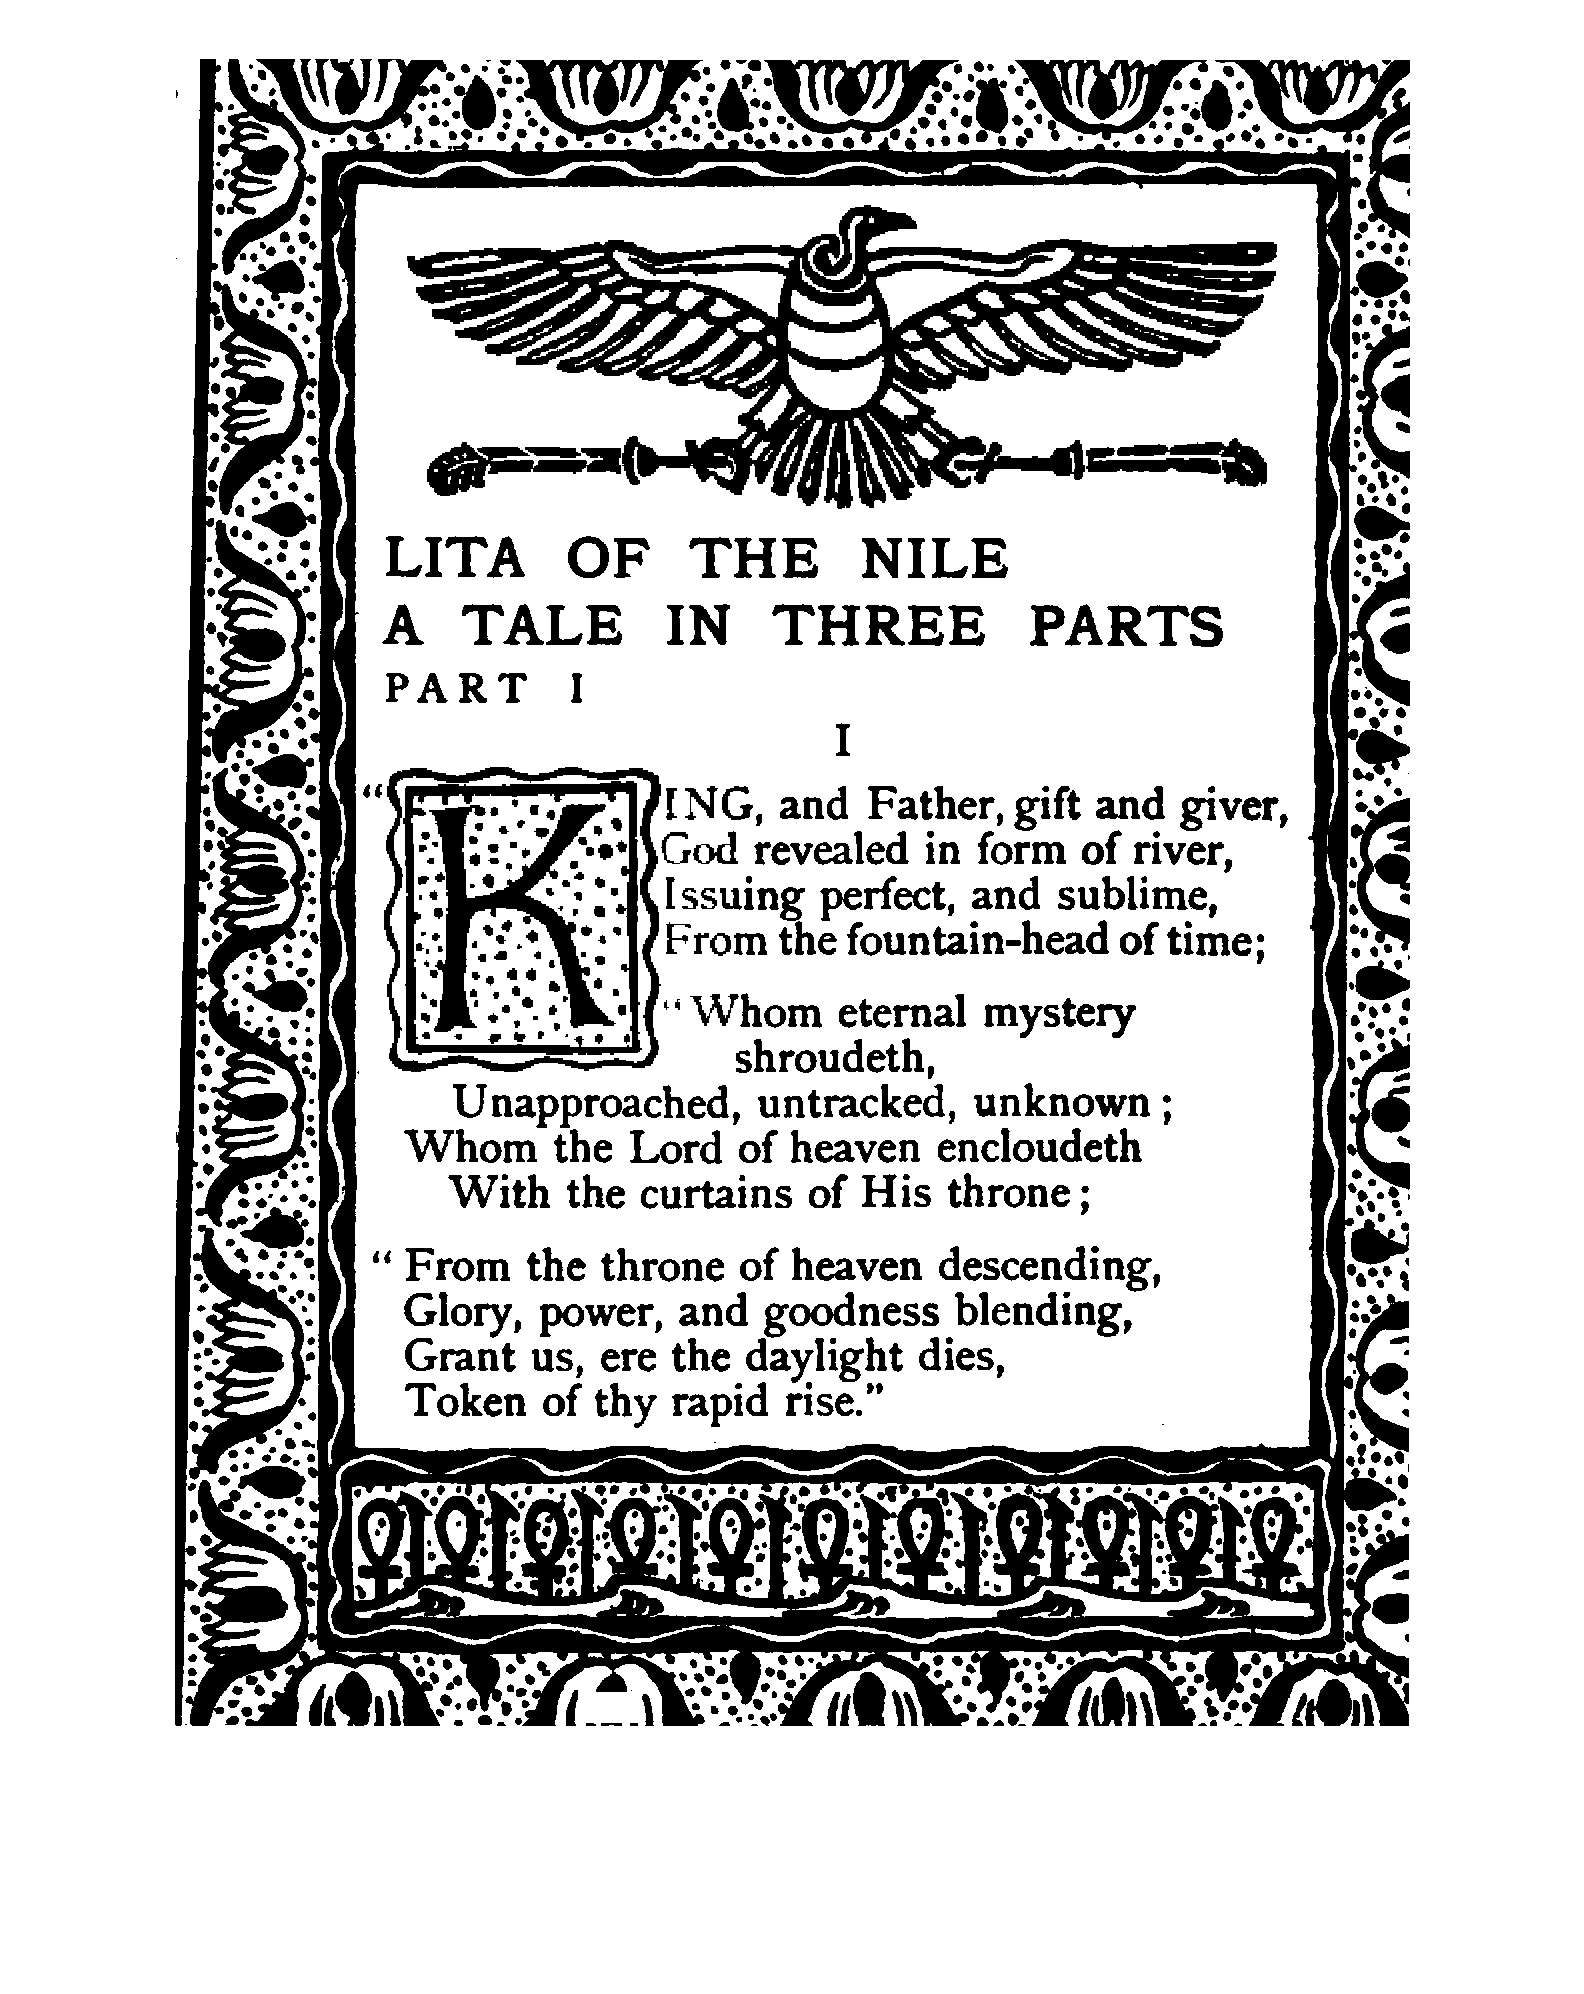 LITA OF THE NILE
A TALE IN THREE PARTS
PART I
I
“KING, and Father, gift and giver,
God revealed in form of river,
Issuing perfect, and sublime,
From the fountain-head of time;
“Whom eternal mystery
shroudeth,
Unapproached, untracked, unknown;
Whom the Lord of heaven encloudeth
With the curtains of His throne;
“From the throne of heaven descending,
Glory, power, and goodness blending,
Grant us, ere the daylight dies,
Token of thy rapid rise.”